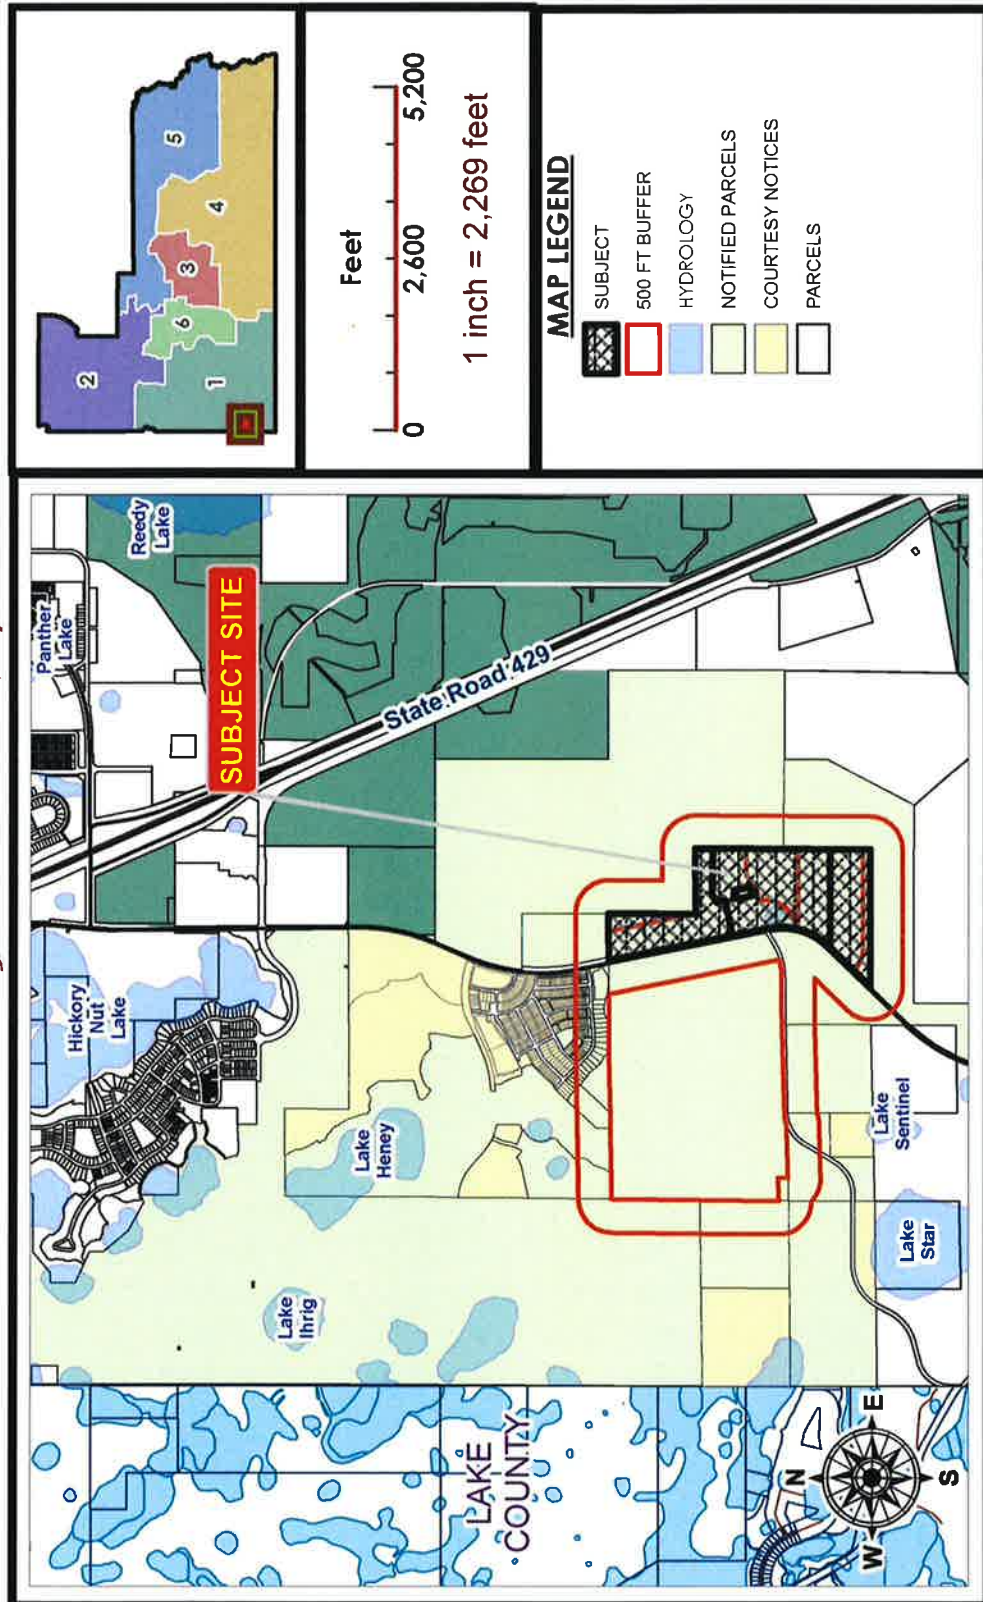 Hickory
Nut
Lake
Panther
Lake
Reedy
Lake
SUBJECT SITE
Lake
Ihrig
Lake
Heney
State Road 429
LAKE
COUNTY
Lake
Star
Lake
Sentinel
N
W
E
S
2
5
6
3
1
4
Feet
0
2,600
5,200
1 inch = 2,269 feet
MAP LEGEND
SUBJECT
500 FT BUFFER
HYDROLOGY
NOTIFIED PARCELS
COURTESY NOTICES
PARCELS